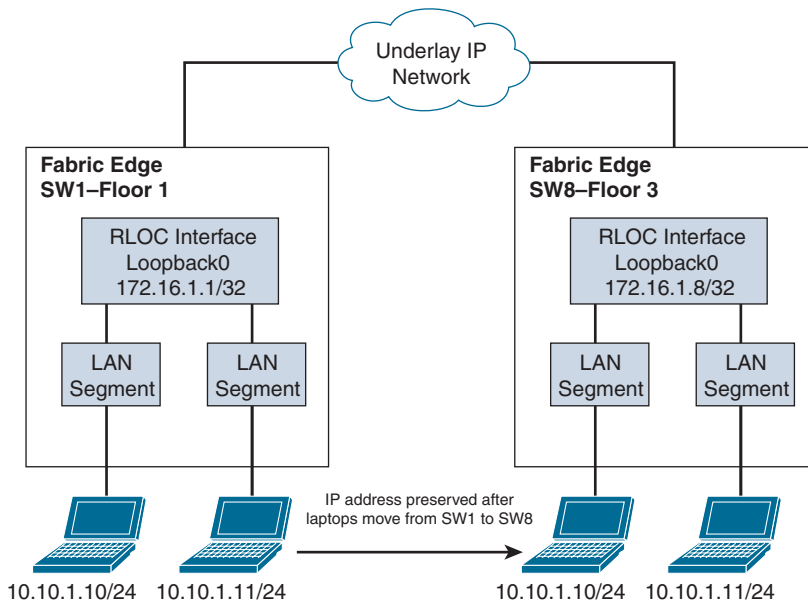 Underlay IP
Network
Fabric Edge
SW1–Floor 1
RLOC Interface
Loopback0
172.16.1.1/32
LAN
Segment
LAN
Segment
Fabric Edge
SW8–Floor 3
RLOC Interface
Loopback0
172.16.1.8/32
LAN
Segment
LAN
Segment
IP address preserved after
laptops move from SW1 to SW8
10.10.1.10/24
10.10.1.11/24
10.10.1.10/24
10.10.1.11/24